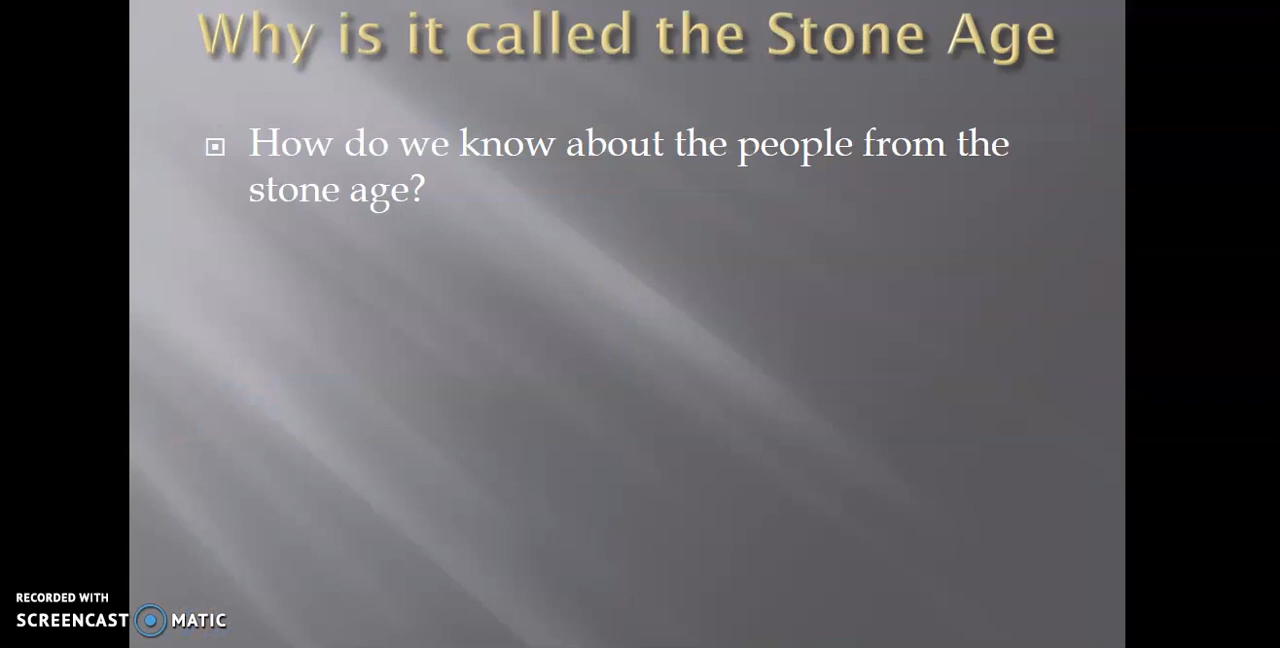 Why is it called the Stone Age
How do we know about the people from the
stone age?
RECORDED WITH
SCREENCAST MATIC